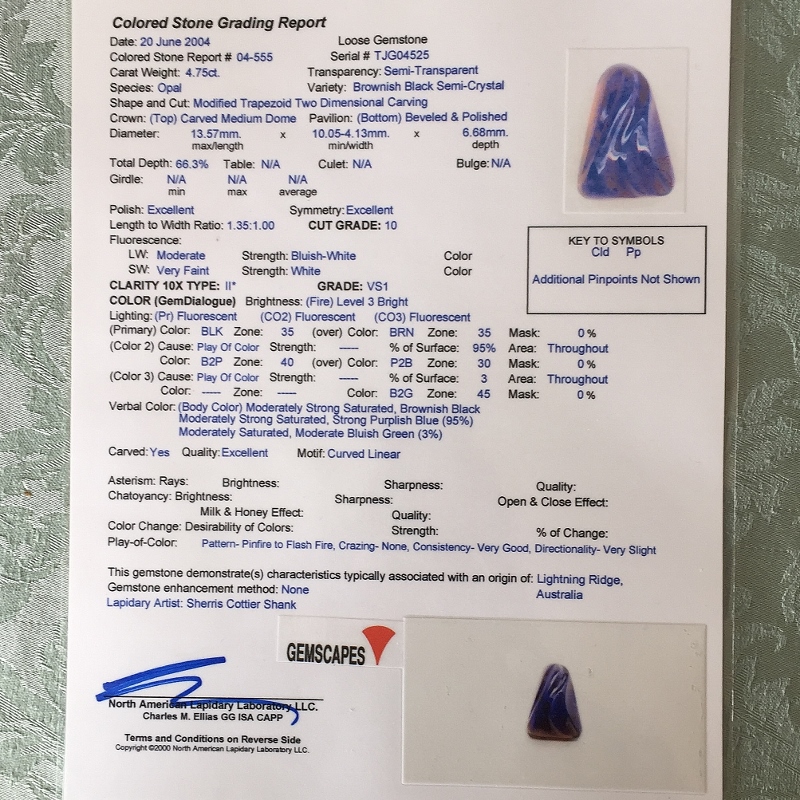 Colored Stone Grading Report
Date: 20 June 2004 Loose Gemstone
Colored Stone Report # 04-555 Serial # TJG04525
Carat Weight: 4.75ct. Transparency: Semi-Transparent
Species: Opal Variety: Brownish Black Semi-Crystal
Shape and Cut: Modified Trapezoid Two Dimensional Carving
Crown: (Top) Carved Medium Dome Pavilion: (Bottom) Beveled & Polished
Diameter: 13.57mm. x 10.05-4.13mm. x 6.68mm.
max/length min/width depth
Total Depth: 66.3% Table: N/A Culet: N/A Bulge: N/A
Girdle: N/A N/A N/A
min max average
Polish: Excellent Symmetry: Excellent
Length to Width Ratio: 1.35:1.00 CUT GRADE: 10
Fluorescence:
LW: Moderate Strength: Bluish-White Color
SW: Very Faint Strength: White Color
CLARITY 10X TYPE: II* GRADE: VS1
KEY TO SYMBOLS
Cld Pp
Additional Pinpoints Not Shown
COLOR (GemDialogue) Brightness: (Fire) Level 3 Bright
Lighting: (Pr) Fluorescent (CO2) Fluorescent (CO3) Fluorescent
(Primary) Color: BLK Zone: 35 (over) Color: BRN Zone: 35 Mask: 0 %
(Color 2) Cause: Play Of Color Strength: ----- % of Surface: 95% Area: Throughout
Color: B2P Zone: 40 (over) Color: P2B Zone: 30 Mask: 0 %
(Color 3) Cause: Play Of Color Strength: ----- % of Surface: 3 Area: Throughout
Color: ----- Zone: ----- Color: B2G Zone: 45 Mask: 0 %
Verbal Color: (Body Color) Moderately Strong Saturated, Brownish Black
Moderately Strong Saturated, Strong Purplish Blue (95%)
Moderately Saturated, Moderate Bluish Green (3%)
Carved: Yes Quality: Excellent Motif: Curved Linear
Asterism: Rays: Brightness: Sharpness: Quality:
Chatoyancy: Brightness: Sharpness: Open & Close Effect:
Milk & Honey Effect: Quality:
Color Change: Desirability of Colors: Strength: % of Change:
Play-of-Color: Pattern- Pinfire to Flash Fire, Crazing- None, Consistency- Very Good, Directionality- Very Slight
This gemstone demonstrate(s) characteristics typically associated with an origin of: Lightning Ridge,
Gemstone enhancement method: None Australia
Lapidary Artist: Sherris Cottier Shank
GEMSCAPES
North American Lapidary Laboratory LLC.
Charles M. Ellias GG ISA CAPP
Terms and Conditions on Reverse Side
Copyright ©2000 North American Lapidary Laboratory LLC.